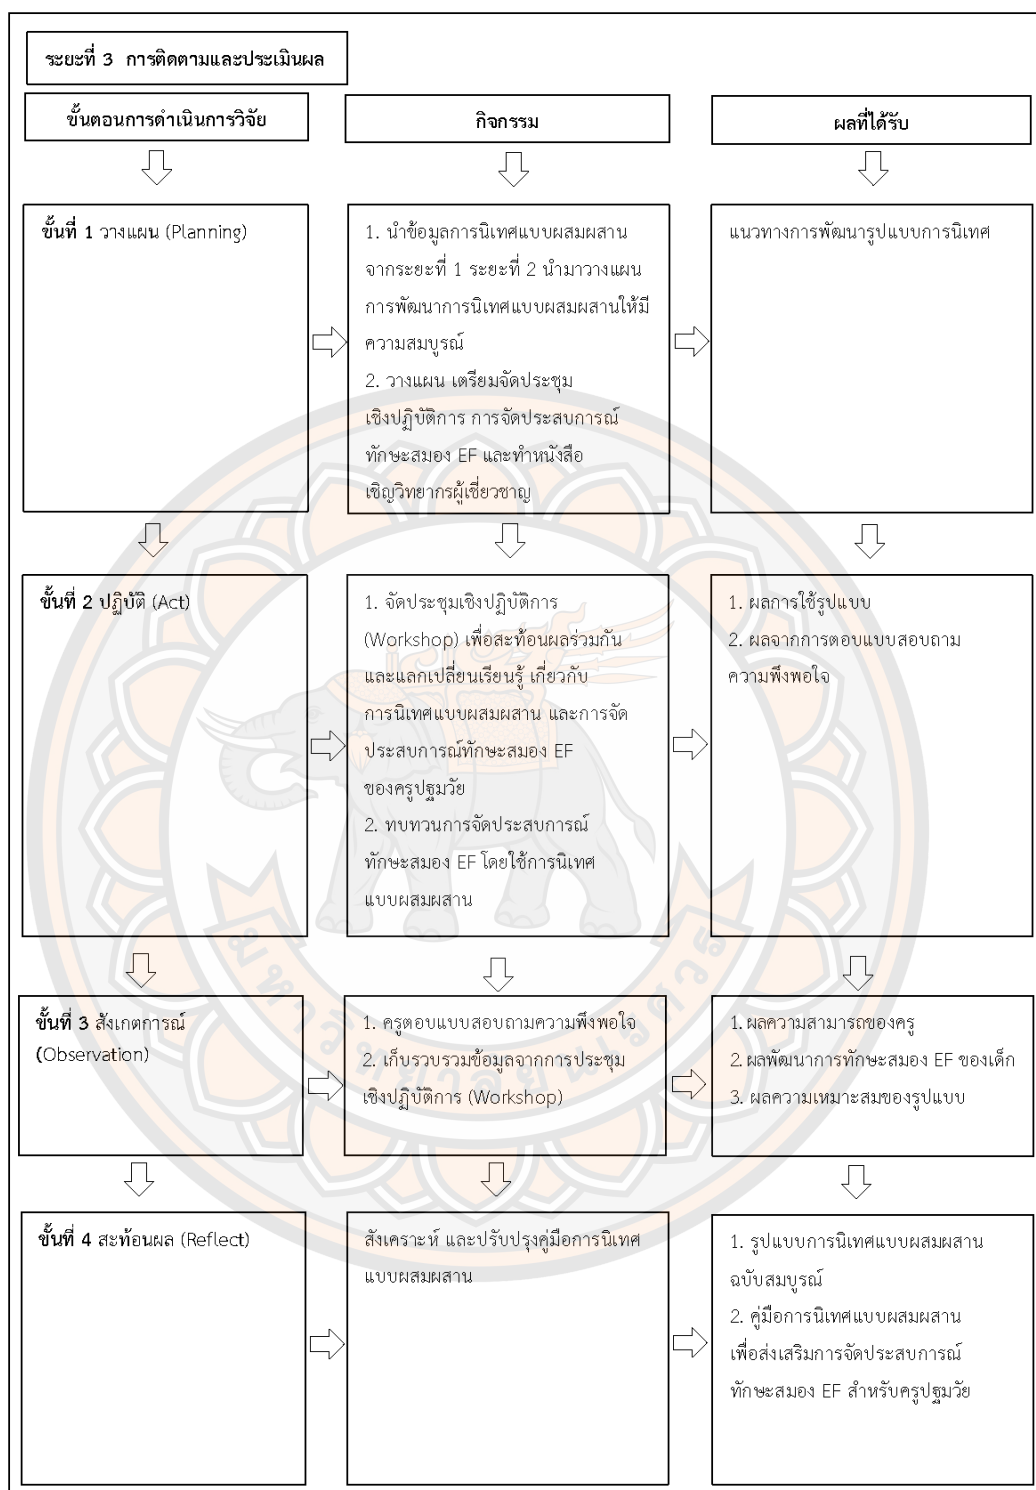 ระยะที่ 3 การติดตามและประเมินผล
ขั้นตอนการดำเนินการวิจัย
กิจกรรม
ผลที่ได้รับ
ขั้นที่ 1 วางแผน (Planning)
1. นำข้อมูลการนิเทศแบบผสมผสาน
จากระยะที่ 1 ระยะที่ 2 นำมาวางแผน
การพัฒนาการนิเทศแบบผสมผสานให้มี
ความสมบูรณ์
2. วางแผน เตรียมจัดประชุม
เชิงปฏิบัติการ การจัดประสบการณ์
ทักษะสมอง EF และทำหนังสือ
เชิญวิทยากรผู้เชี่ยวชาญ
แนวทางการพัฒนารูปแบบการนิเทศ
ขั้นที่ 2 ปฏิบัติ (Act)
1. จัดประชุมเชิงปฏิบัติการ
(Workshop) เพื่อสะท้อนผลร่วมกัน
และแลกเปลี่ยนเรียนรู้ เกี่ยวกับ
การนิเทศแบบผสมผสาน และการจัด
ประสบการณ์ทักษะสมอง EF
ของครูปฐมวัย
2. ทบทวนการจัดประสบการณ์
ทักษะสมอง EF โดยใช้การนิเทศ
แบบผสมผสาน
1. ผลการใช้รูปแบบ
2. ผลจากการตอบแบบสอบถาม
ความพึงพอใจ
ขั้นที่ 3 สังเกตการณ์
(Observation)
1. ครูตอบแบบสอบถามความพึงพอใจ
2. เก็บรวบรวมข้อมูลจากการประชุม
เชิงปฏิบัติการ (Workshop)
1. ผลความสามารถของครู
2. ผลพัฒนาการทักษะสมอง EF ของเด็ก
3. ผลความเหมาะสมของรูปแบบ
ขั้นที่ 4 สะท้อนผล (Reflect)
สังเคราะห์ และปรับปรุงคู่มือการนิเทศ
แบบผสมผสาน
1. รูปแบบการนิเทศแบบผสมผสาน
ฉบับสมบูรณ์
2. คู่มือการนิเทศแบบผสมผสาน
เพื่อส่งเสริมการจัดประสบการณ์
ทักษะสมอง EF สำหรับครูปฐมวัย
มหาวิทยาลัยนเรศวร